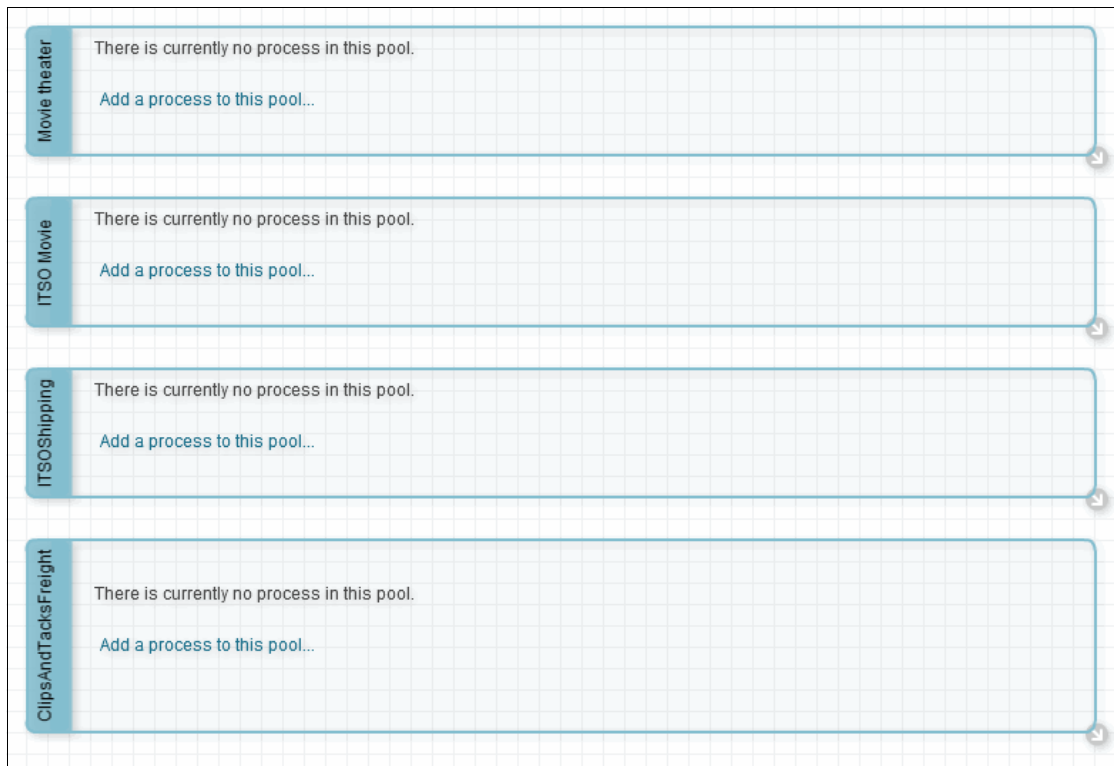 Movie theater
There is currently no process in this pool.
Add a process to this pool...
ITSO Movie
There is currently no process in this pool.
Add a process to this pool...
ITSOShipping
There is currently no process in this pool.
Add a process to this pool...
ClipsAndTacksFreight
There is currently no process in this pool.
Add a process to this pool...